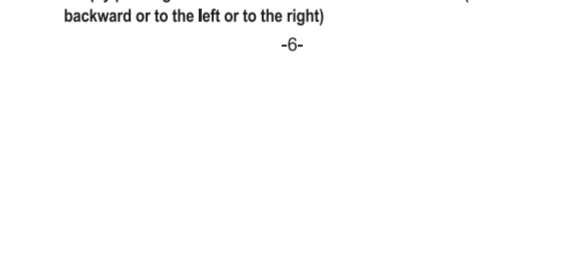 backward or to the left or to the right)
-6-